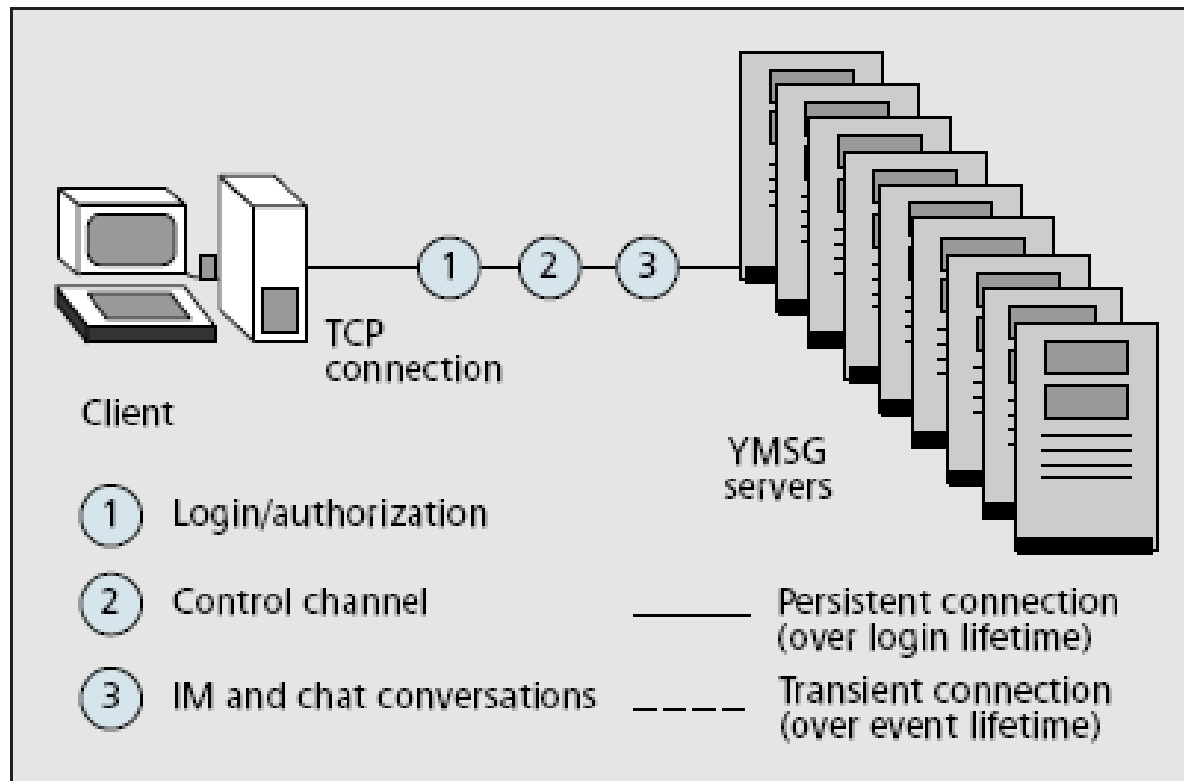 1 2 3
TCP
connection
Client
YMSG
servers
1 Login/authorization
2 Control channel
3 IM and chat conversations
Persistent connection
(over login lifetime)
Transient connection
(over event lifetime)